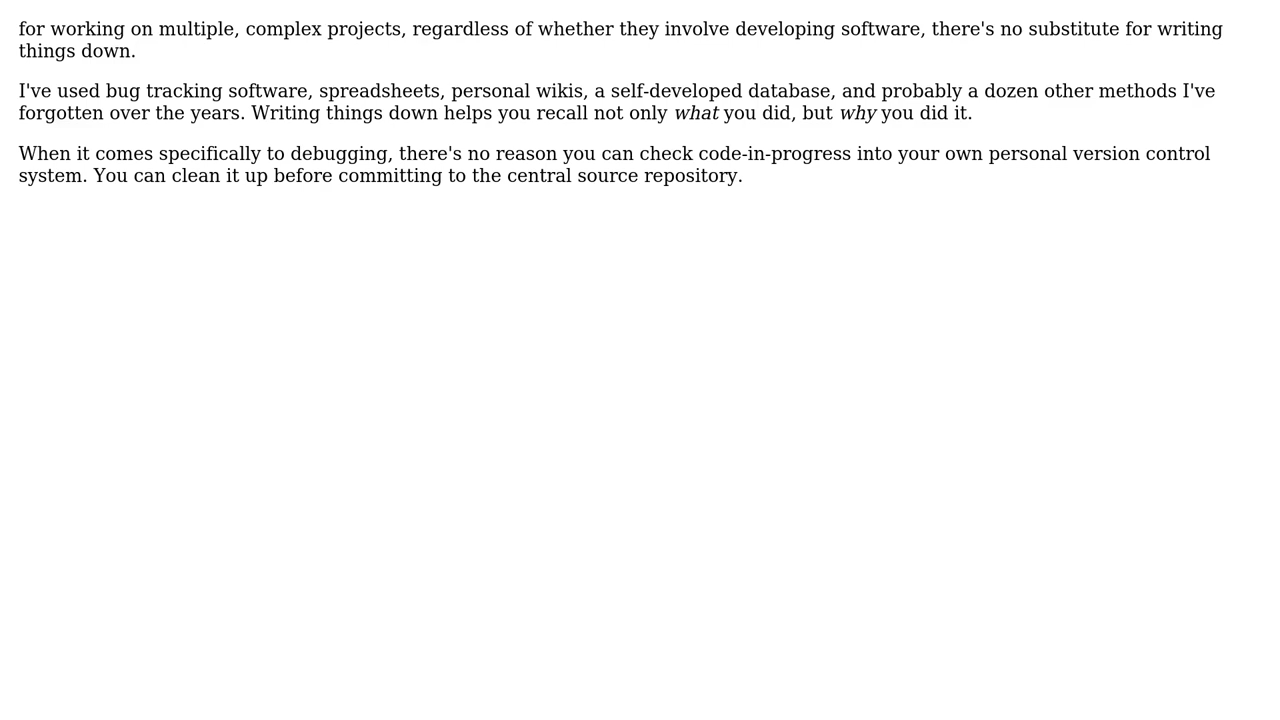 for working on multiple, complex projects, regardless of whether they involve developing software, there's no substitute for writing
things down.
I've used bug tracking software, spreadsheets, personal wikis, a self-developed database, and probably a dozen other methods I've
forgotten over the years. Writing things down helps you recall not only what you did, but why you did it.
When it comes specifically to debugging, there's no reason you can check code-in-progress into your own personal version control
system. You can clean it up before committing to the central source repository.